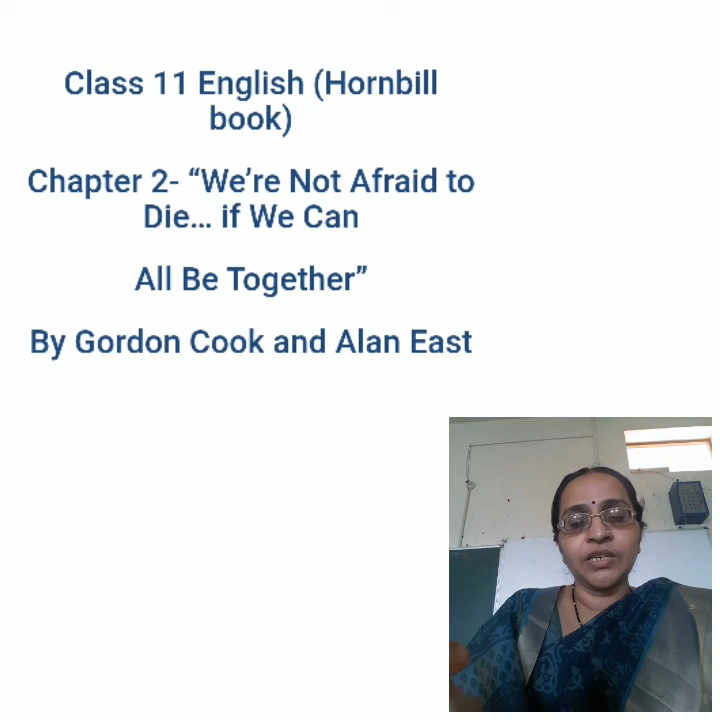 Class 11 English (Hornbill
book)
Chapter 2- “We’re Not Afraid to
Die... if We Can
All Be Together”
By Gordon Cook and Alan East